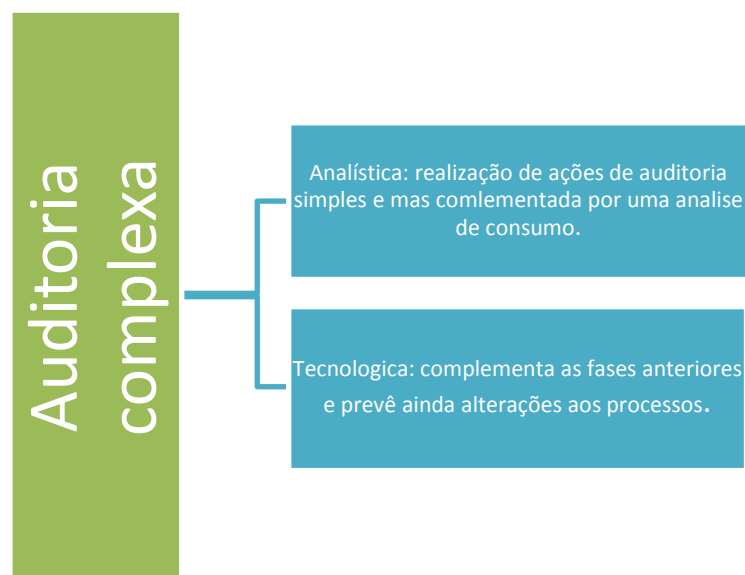 Auditoria
complexa
Analística: realização de ações de auditoria
simples e mas comlementada por uma analise
de consumo.
Tecnologica: complementa as fases anteriores
e prevê ainda alterações aos processos.